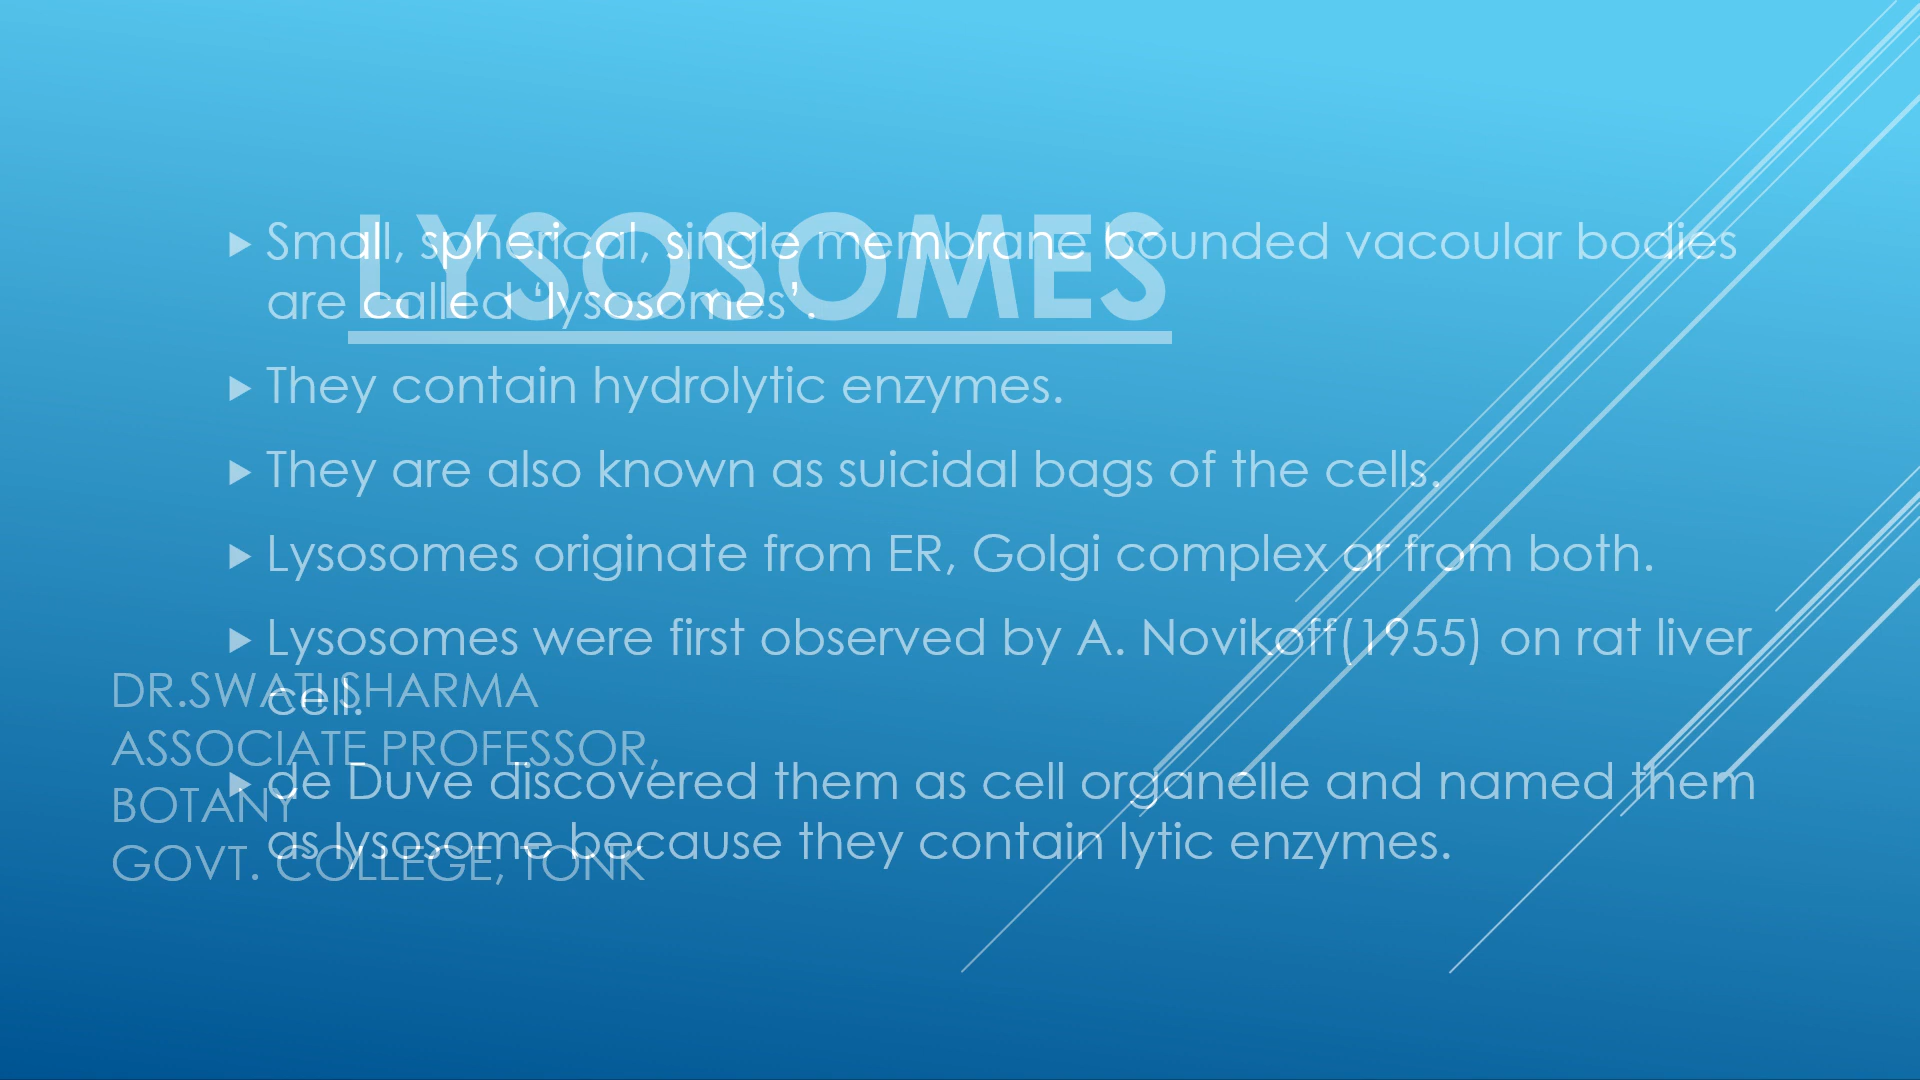 LYSOSOMES
DR.SWATI SHARMA
ASSOCIATE PROFESSOR,
BOTANY
GOVT. COLLEGE, TONK
Small, spherical, single membrane bounded vacoular bodies
are called ‘lysosomes’.
They contain hydrolytic enzymes.
They are also known as suicidal bags of the cells.
Lysosomes originate from ER, Golgi complex or from both.
Lysosomes were first observed by A. Novikoff(1955) on rat liver
cell.
de Duve discovered them as cell organelle and named them
as lysosome because they contain lytic enzymes.